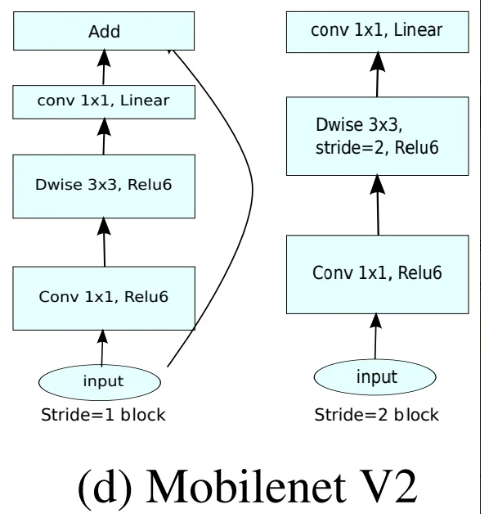 Add
conv 1x1, Linear
Dwise 3x3, Relu6
Conv 1x1, Relu6
input
Stride=1 block
conv 1x1, Linear
Dwise 3x3,
stride=2, Relu6
Conv 1x1, Relu6
input
Stride=2 block
(d) Mobilenet V2